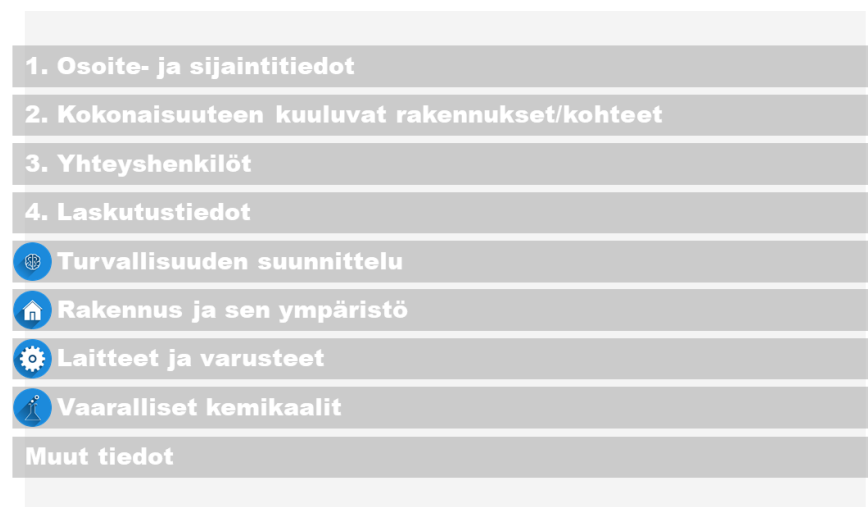 1. Osoite- ja sijaintitiedot
2. Kokonaisuuteen kuuluvat rakennukset/kohteet
3. Yhteyshenkilöt
4. Laskutustiedot
Turvallisuuden suunnittelu
Rakennus ja sen ympäristö
Laitteet ja varusteet
Vaaralliset kemikaalit
Muut tiedot